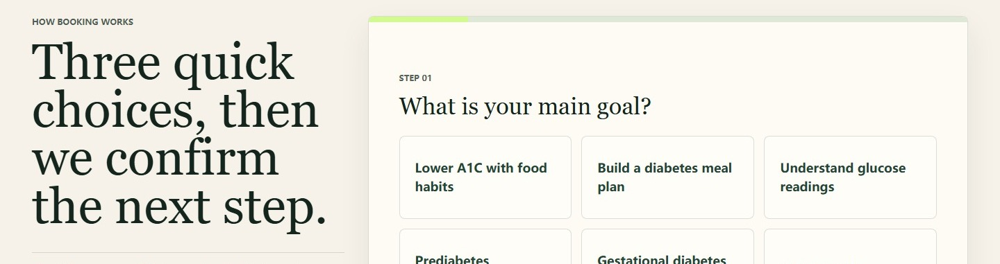 HOW BOOKING WORKS
Three quick
choices, then
we confirm
the next step.
STEP 01
What is your main goal?
Lower A1C with food
habits
Build a diabetes meal
plan
Understand glucose
readings
Prediabetes
Gestational diabetes